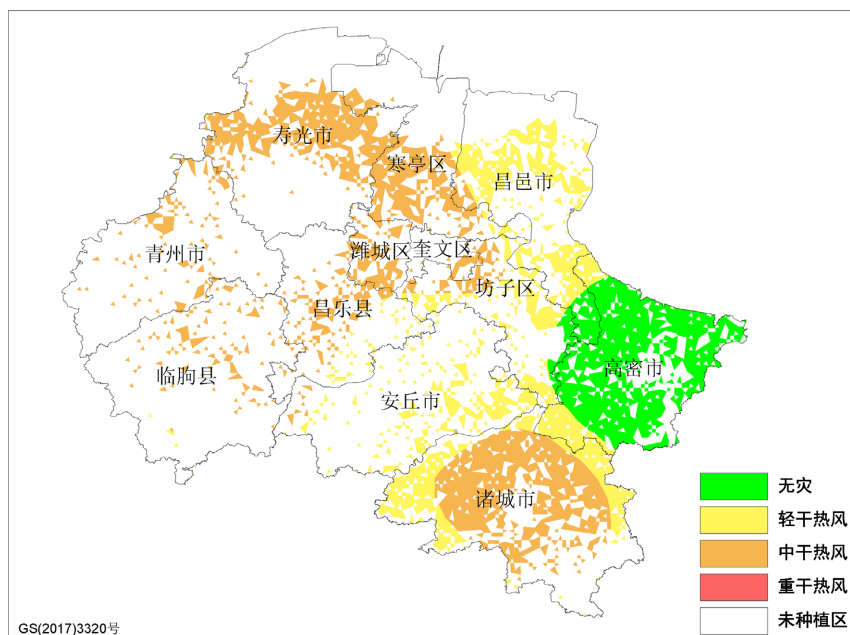 寿光市
寒亭区
昌邑市
青州市
潍城区
奎文区
坊子区
昌乐县
临朐县
高密市
安丘市
诸城市
无灾
轻干热风
中干热风
重干热风
未种植区
GS(2017)3320号